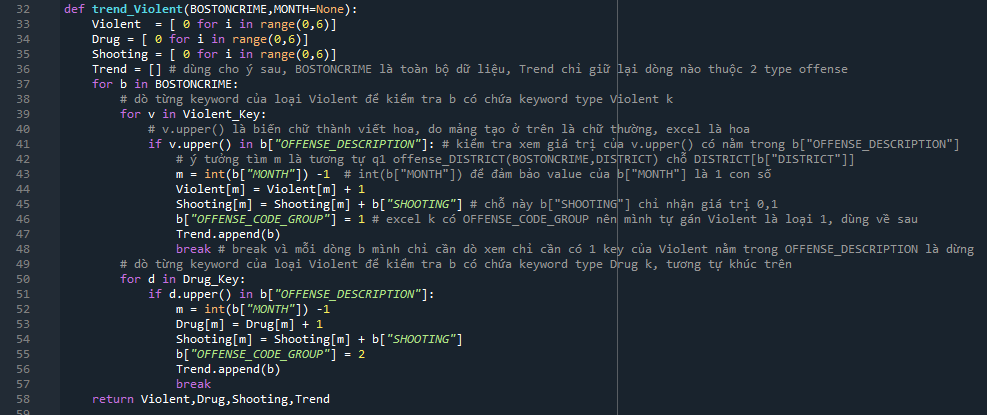 32 def trend_Violent(BOSTONCRIME,MONTH=None):
33     Violent  = [ 0 for i in range(0,6)]
34     Drug = [ 0 for i in range(0,6)]
35     Shooting = [ 0 for i in range(0,6)]
36     Trend = [] # dùng cho ý sau, BOSTONCRIME là toàn bộ dữ liệu, Trend chỉ giữ lại dòng nào thuộc 2 type offense
37     for b in BOSTONCRIME:
38         # dò từng keyword của loại Violent để kiểm tra b có chứa keyword type Violent k
39         for v in Violent_Key:
40             # v.upper() là biến chữ thành viết hoa, do mảng tạo ở trên là chữ thường, excel là hoa
41             if v.upper() in b["OFFENSE_DESCRIPTION"]: # kiểm tra xem giá trị của v.upper() có nằm trong b["OFFENSE_DESCRIPTION"]
42                 # ý tưởng tìm m là tương tự q1 offense_DISTRICT(BOSTONCRIME,DISTRICT) chỗ DISTRICT[b["DISTRICT"]]
43                 m = int(b["MONTH"]) -1  # int(b["MONTH"]) để đảm bảo value của b["MONTH"] là 1 con số
44                 Violent[m] = Violent[m] + 1
45                 Shooting[m] = Shooting[m] + b["SHOOTING"] # chỗ này b["SHOOTING"] chỉ nhận giá trị 0,1
46                 b["OFFENSE_CODE_GROUP"] = 1 # excel k có OFFENSE_CODE_GROUP nên mình tự gán Violent là loại 1, dùng về sau
47                 Trend.append(b)
48                 break # break vì mỗi dòng b mình chỉ cần dò xem chỉ cần có 1 key của Violent nằm trong OFFENSE_DESCRIPTION là dừng
49         # dò từng keyword của loại Violent để kiểm tra b có chứa keyword type Drug k, tương tự khúc trên
50         for d in Drug_Key:
51             if d.upper() in b["OFFENSE_DESCRIPTION"]:
52                 m = int(b["MONTH"]) -1
53                 Drug[m] = Drug[m] + 1
54                 Shooting[m] = Shooting[m] + b["SHOOTING"]
55                 b["OFFENSE_CODE_GROUP"] = 2
56                 Trend.append(b)
57                 break
58     return Violent,Drug,Shooting,Trend
59